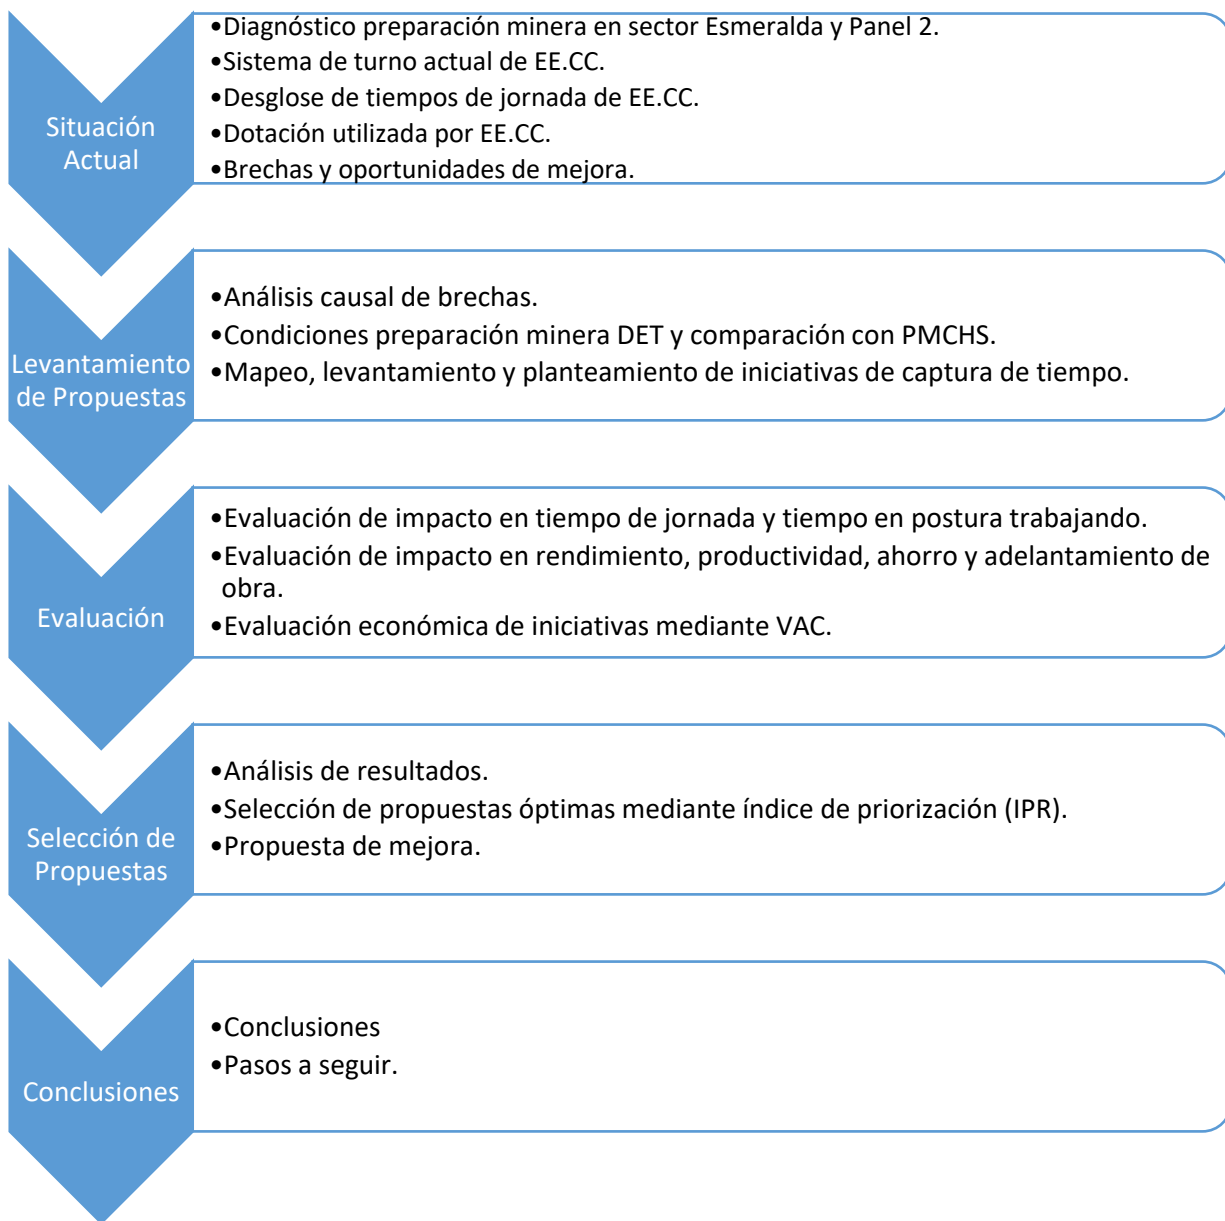 Situación
Actual
•Diagnóstico preparación minera en sector Esmeralda y Panel 2.
•Sistema de turno actual de EE.CC.
•Desglose de tiempos de jornada de EE.CC.
•Dotación utilizada por EE.CC.
•Brechas y oportunidades de mejora.
Levantamiento
de Propuestas
•Análisis causal de brechas.
•Condiciones preparación minera DET y comparación con PMCHS.
•Mapeo, levantamiento y planteamiento de iniciativas de captura de tiempo.
Evaluación
•Evaluación de impacto en tiempo de jornada y tiempo en postura trabajando.
•Evaluación de impacto en rendimiento, productividad, ahorro y adelantamiento de
obra.
•Evaluación económica de iniciativas mediante VAC.
Selección de
Propuestas
•Análisis de resultados.
•Selección de propuestas óptimas mediante índice de priorización (IPR).
•Propuesta de mejora.
Conclusiones
•Conclusiones
•Pasos a seguir.